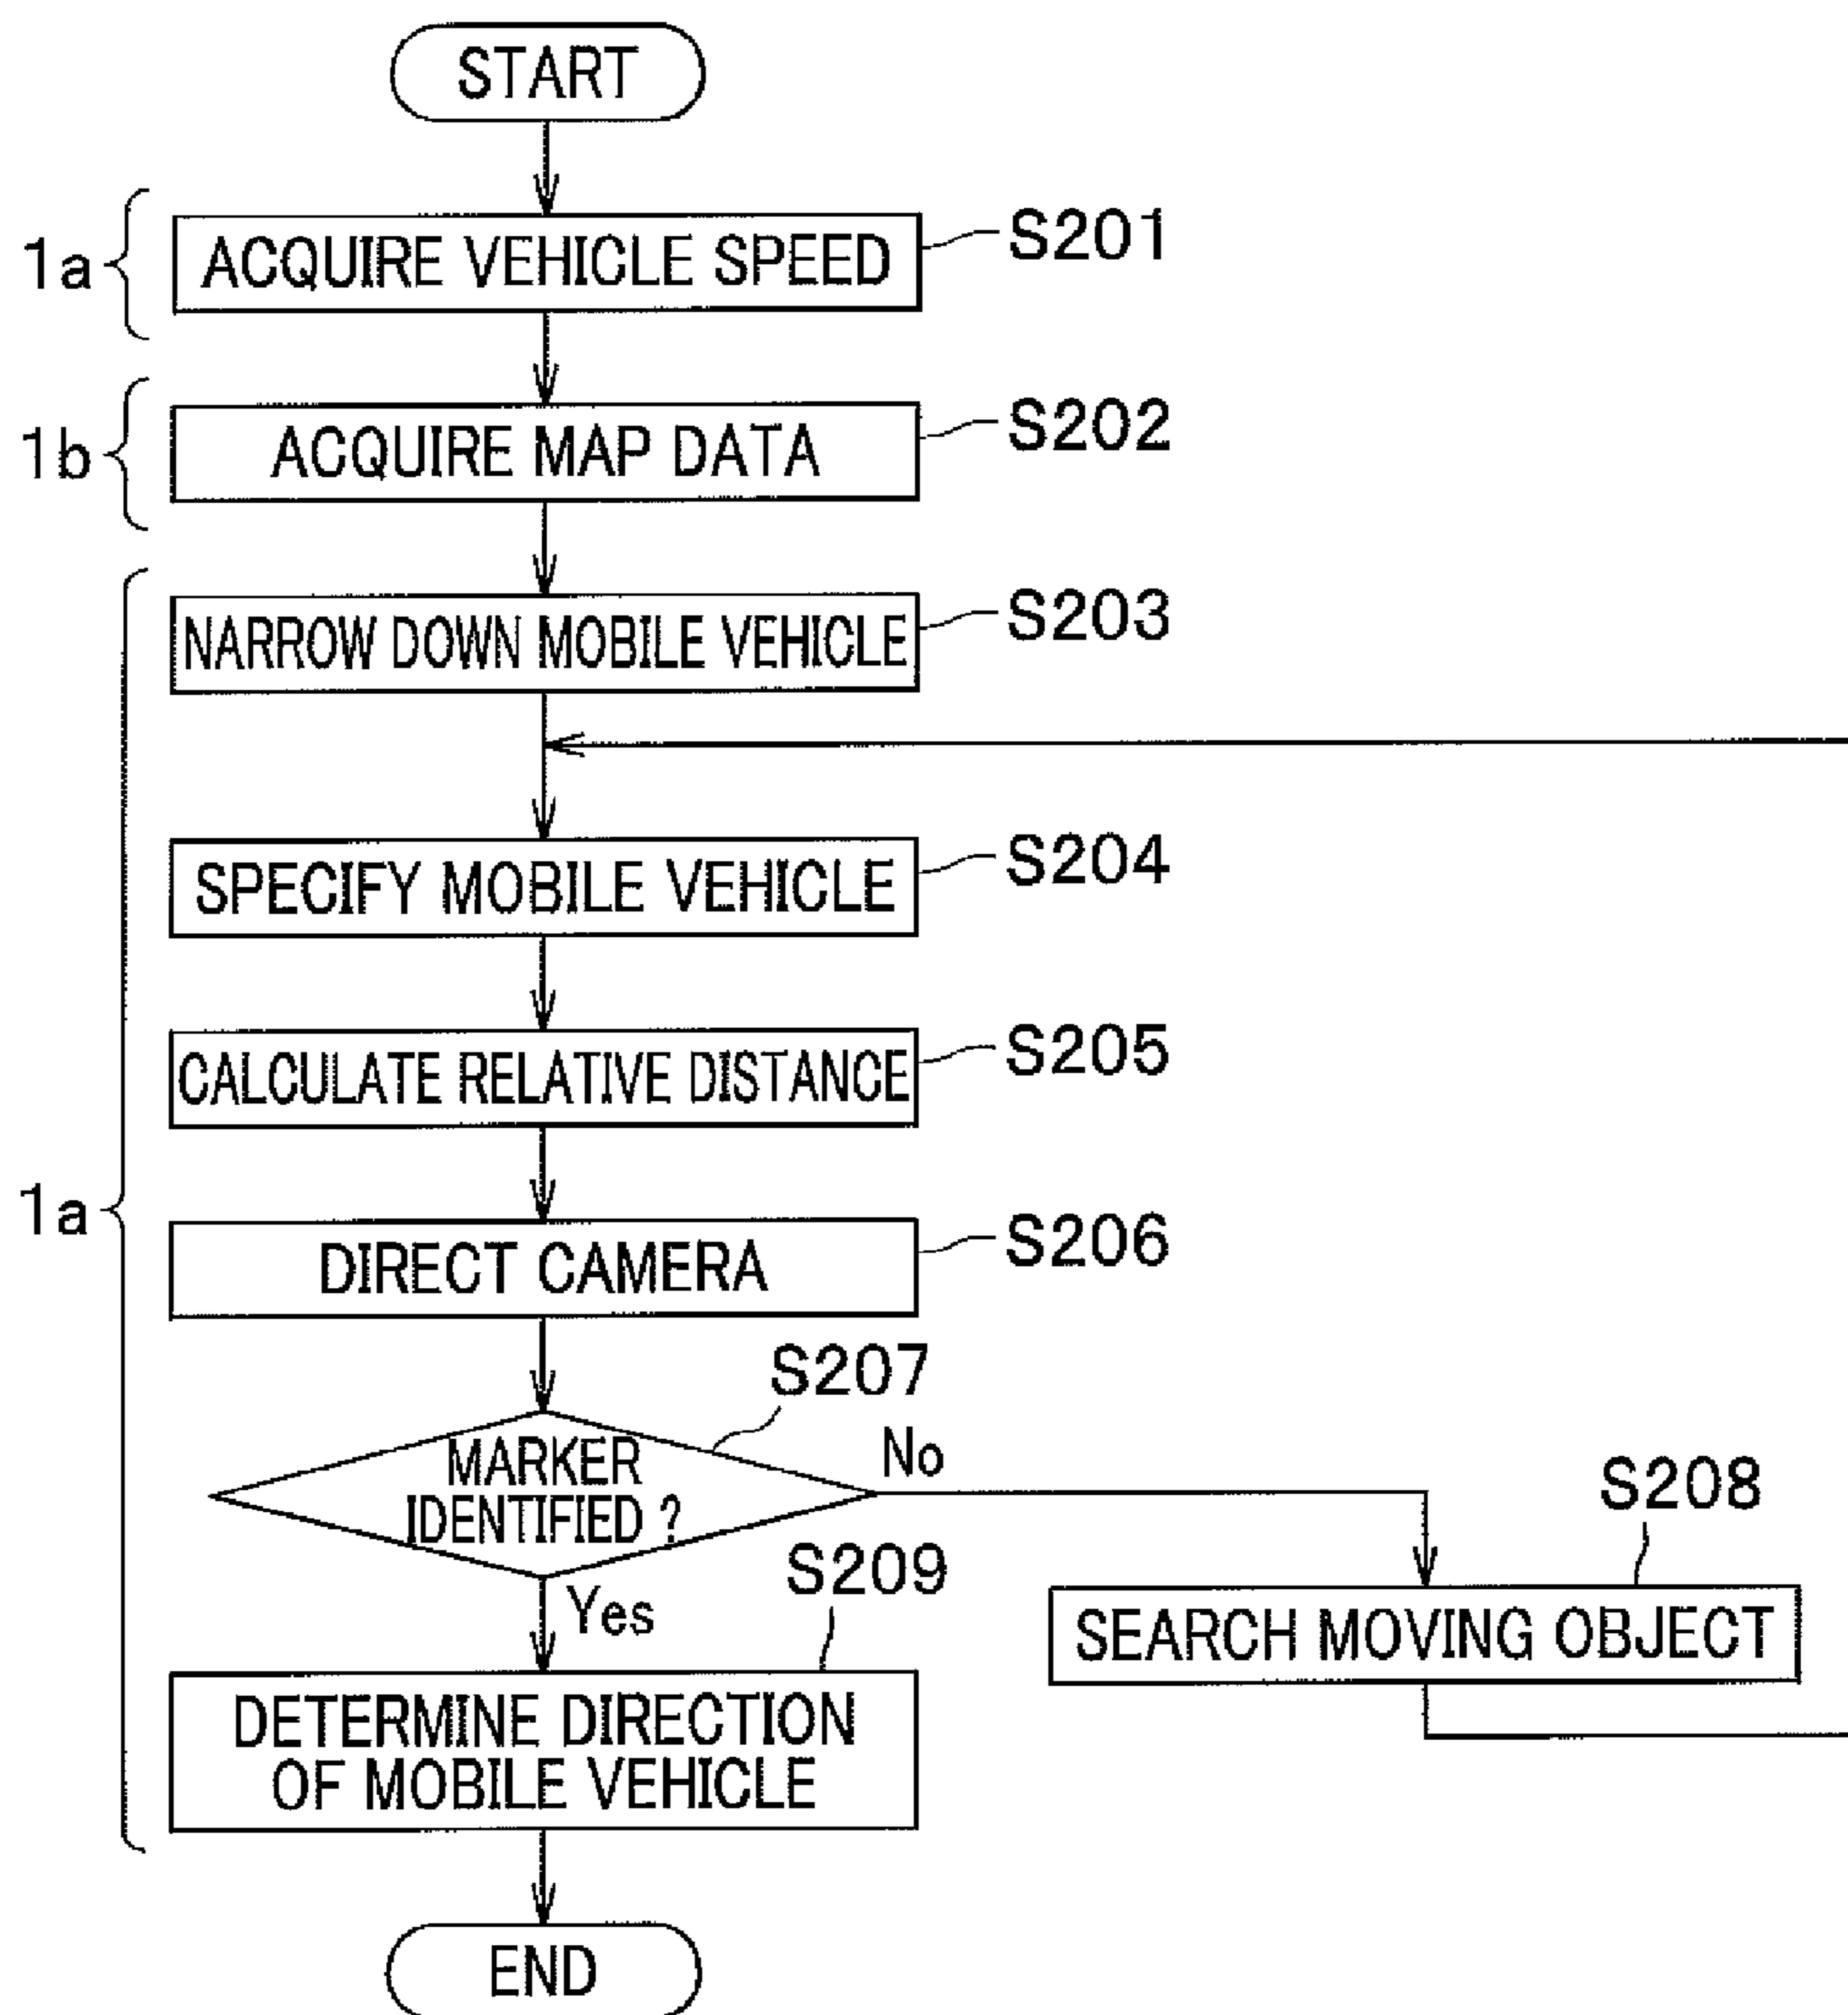 START
1a
ACQUIRE VEHICLE SPEED
S201
1b
ACQUIRE MAP DATA
S202
NARROW DOWN MOBILE VEHICLE
S203
SPECIFY MOBILE VEHICLE
S204
CALCULATE RELATIVE DISTANCE
S205
1a
DIRECT CAMERA
S206
S207
MARKER
IDENTIFIED ?
No
S208
SEARCH MOVING OBJECT
Yes
S209
DETERMINE DIRECTION
OF MOBILE VEHICLE
END